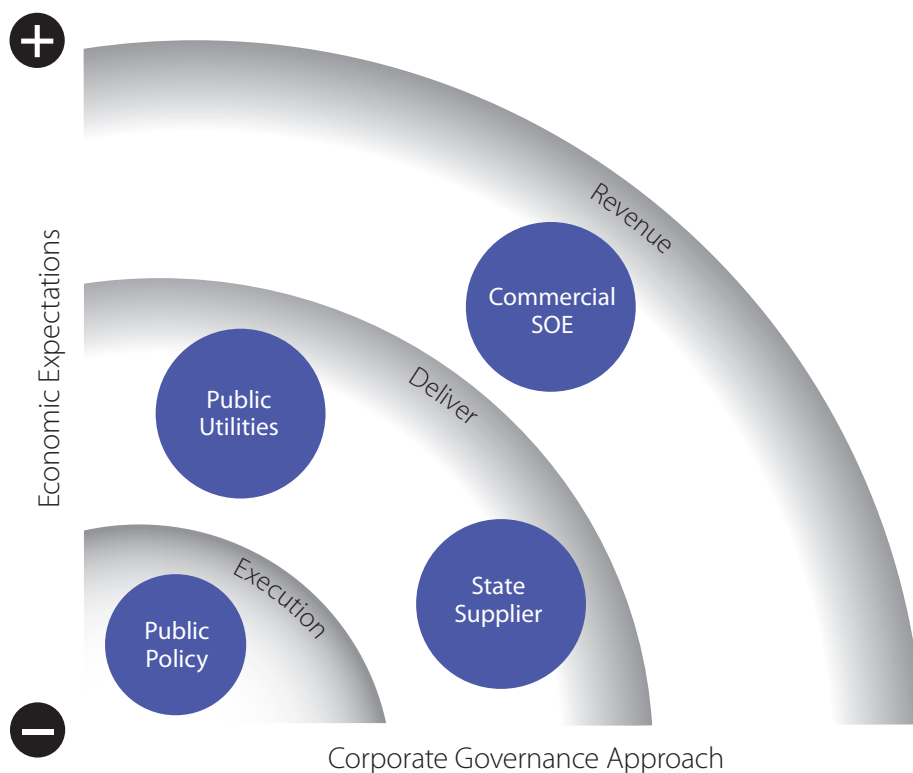 +
Revenue
Commercial
SOE
Economic Expectations
Deliver
Public
Utilities
Execution
State
Supplier
Public
Policy
−
Corporate Governance Approach